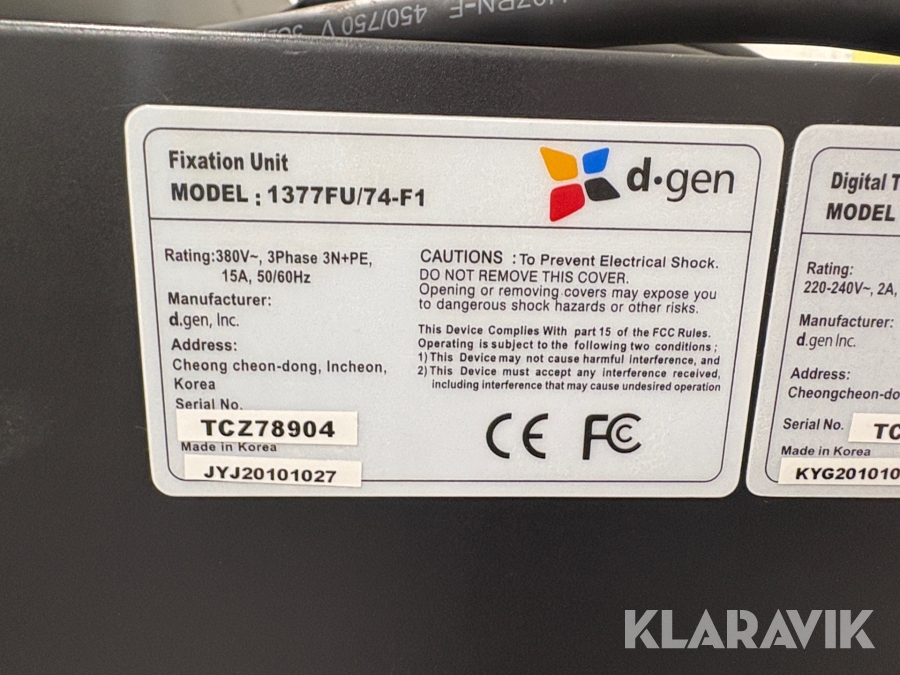 450/750 V
Fixation Unit
MODEL : 1377FU/74-F1
d.gen
Rating:380V~, 3Phase 3N+PE,
15A, 50/60Hz
Manufacturer:
d.gen, Inc.
Address:
Cheong cheon-dong, Incheon,
Korea
Serial No.
TCZ78904
Made in Korea
JYJ20101027
CAUTIONS : To Prevent Electrical Shock.
DO NOT REMOVE THIS COVER.
Opening or removing covers may expose you
to dangerous shock hazards or other risks.
This Device Complies With part 15 of the FCC Rules.
Operating is subject to the following two conditions ;
1) This Device may not cause harmful interference, and
2) This Device must accept any interference received,
including interference that may cause undesired operation
CE FC
Digital
MODEL
Rating:
220-240V~, 2A,
Manufacturer:
d.gen Inc.
Address:
Serial No.
Made in Korea
KLARAVIK